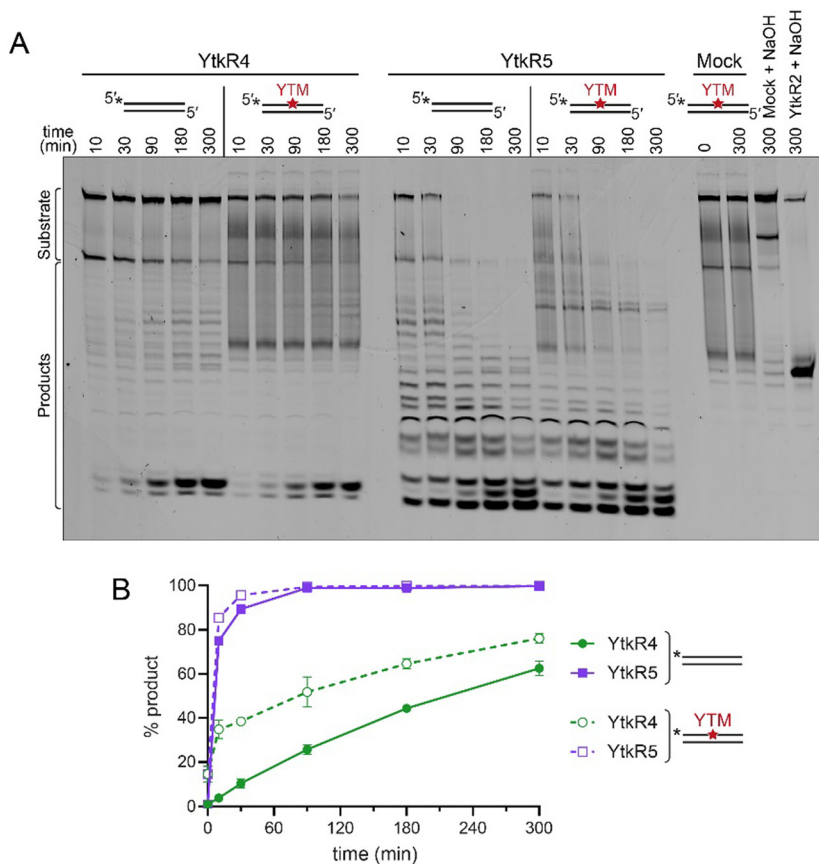 A
YtkR4 YtkR5 Mock Mock + NaOH YtkR2 + NaOH
YTM YTM YTM
5′* 5′ 5′* 5′ 5′* 5′ 5′* 5′ 5′* 5′
time (min) 10 30 90 180 300 10 30 90 180 300 10 30 90 180 300 10 30 90 180 300 0 300 300 300
Substrate
Products
B
100
80
60
40
20
0
% product
0 60 120 180 240 300
time (min)
YtkR4
YtkR5
*
YTM
YtkR4
YtkR5
*